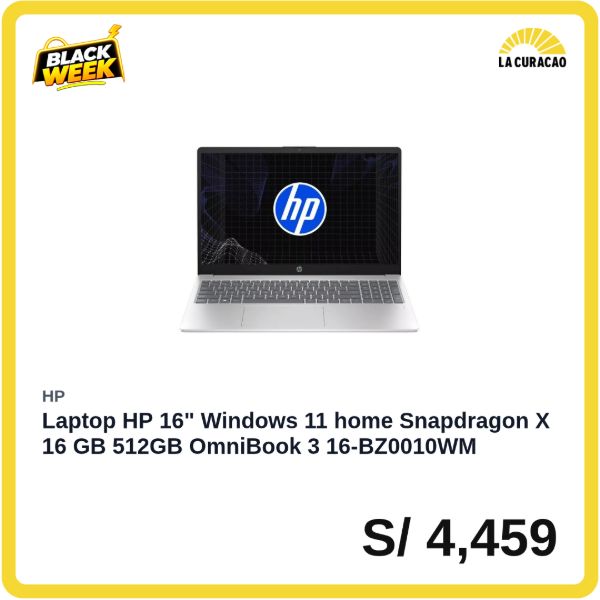 BLACK
WEEK
LA CURACAO
hp
HP
Laptop HP 16" Windows 11 home Snapdragon X
16 GB 512GB OmniBook 3 16-BZ0010WM
S/ 4,459